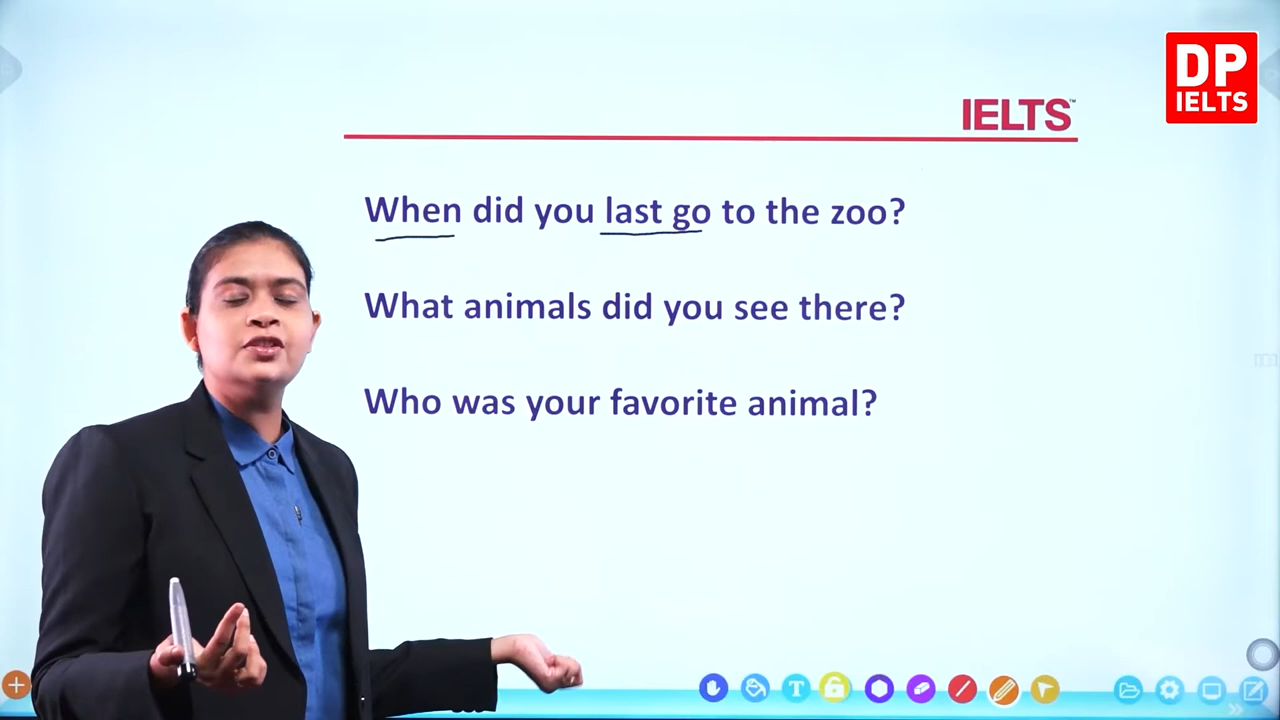 DP
IELTS
IELTS™
When did you last go to the zoo?
What animals did you see there?
Who was your favorite animal?
T